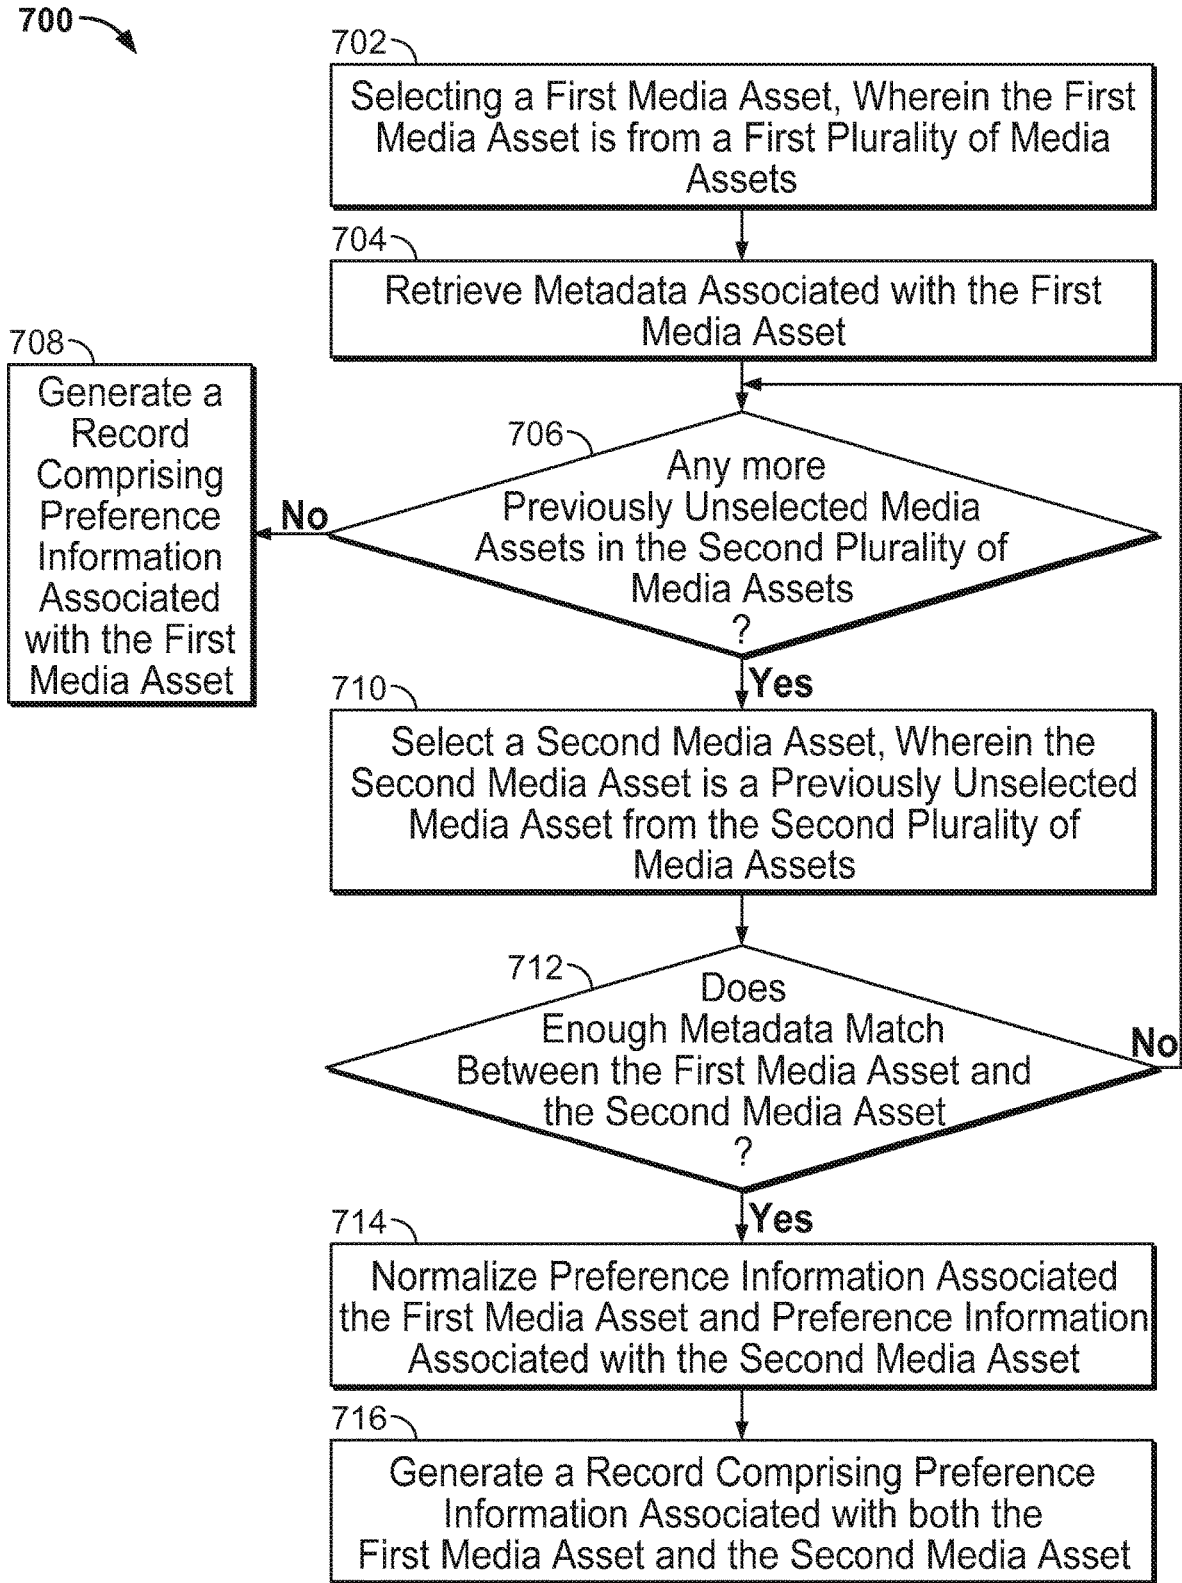 700
702
Selecting a First Media Asset, Wherein the First
Media Asset is from a First Plurality of Media
Assets
704
Retrieve Metadata Associated with the First
Media Asset
708
Generate a
Record
Comprising
Preference
Information
Associated
with the First
Media Asset
No
706
Any more
Previously Unselected Media
Assets in the Second Plurality of
Media Assets
?
Yes
710
Select a Second Media Asset, Wherein the
Second Media Asset is a Previously Unselected
Media Asset from the Second Plurality of
Media Assets
712
Does
Enough Metadata Match
Between the First Media Asset and
the Second Media Asset
?
No
Yes
714
Normalize Preference Information Associated
the First Media Asset and Preference Information
Associated with the Second Media Asset
716
Generate a Record Comprising Preference
Information Associated with both the
First Media Asset and the Second Media Asset